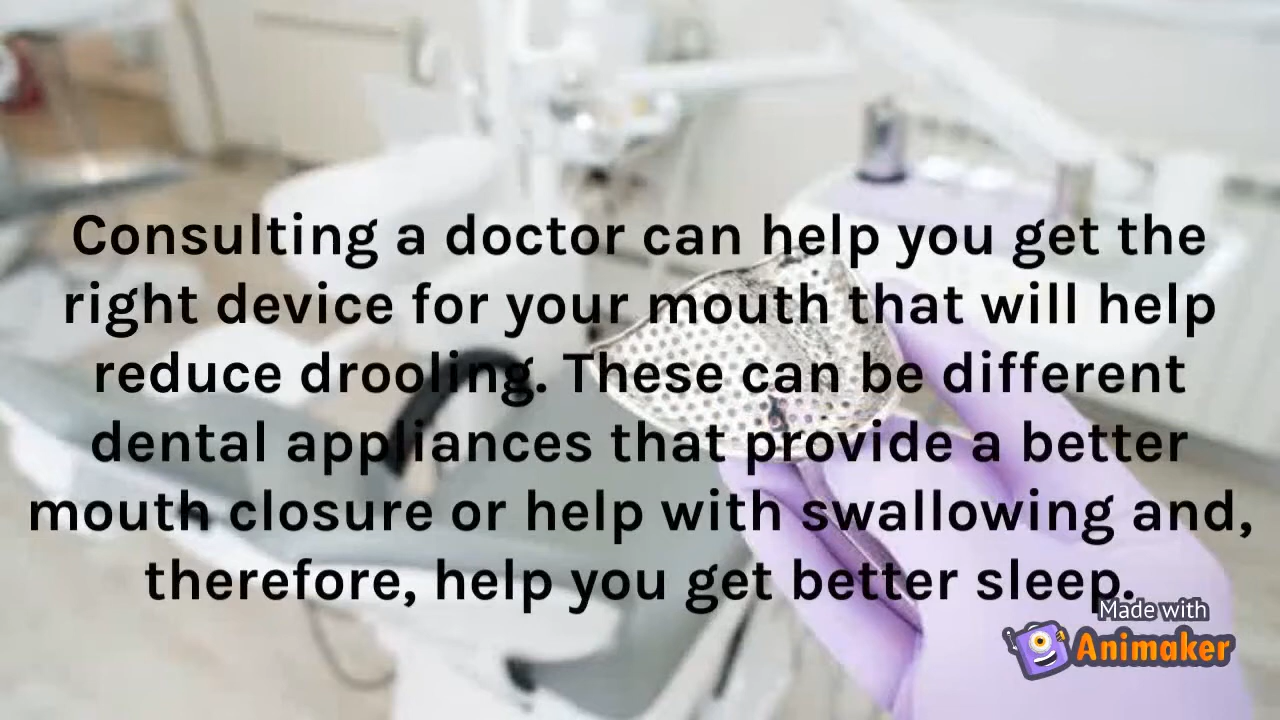 Consulting a doctor can help you get the
right device for your mouth that will help
reduce drooling. These can be different
dental appliances that provide a better
mouth closure or help with swallowing and,
therefore, help you get better sleep.
Made with
Animaker